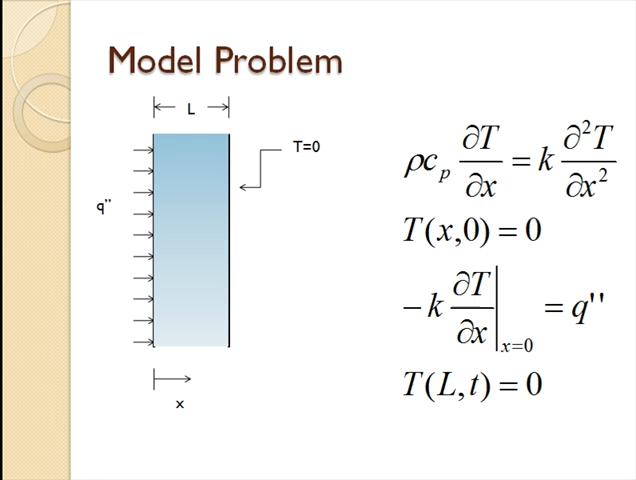 Model Problem
L
T=0
q"
x
ρc_p ∂T/∂x = k ∂²T/∂x²
T(x,0) = 0
−k ∂T/∂x |_{x=0} = q''
T(L,t) = 0